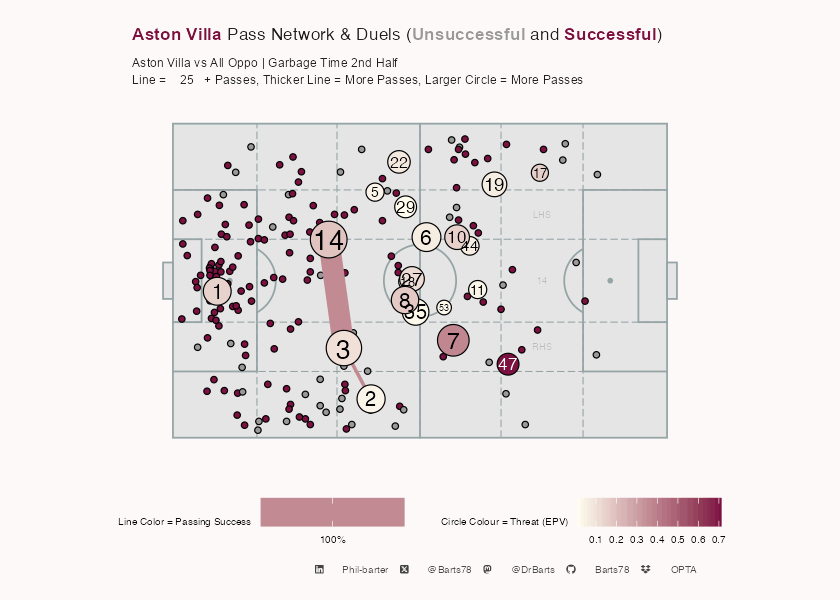 Aston Villa Pass Network & Duels (Unsuccessful and Successful)
Aston Villa vs All Oppo | Garbage Time 2nd Half
Line = 25 + Passes, Thicker Line = More Passes, Larger Circle = More Passes
22
17
19
5
29
LHS
14
6
10
44
27
14
1
11
8
35
53
7
3
RHS
47
2
Line Color = Passing Success
100%
Circle Colour = Threat (EPV)
0.1 0.2 0.3 0.4 0.5 0.6 0.7
Phil-barter @Barts78 @DrBarts Barts78 OPTA